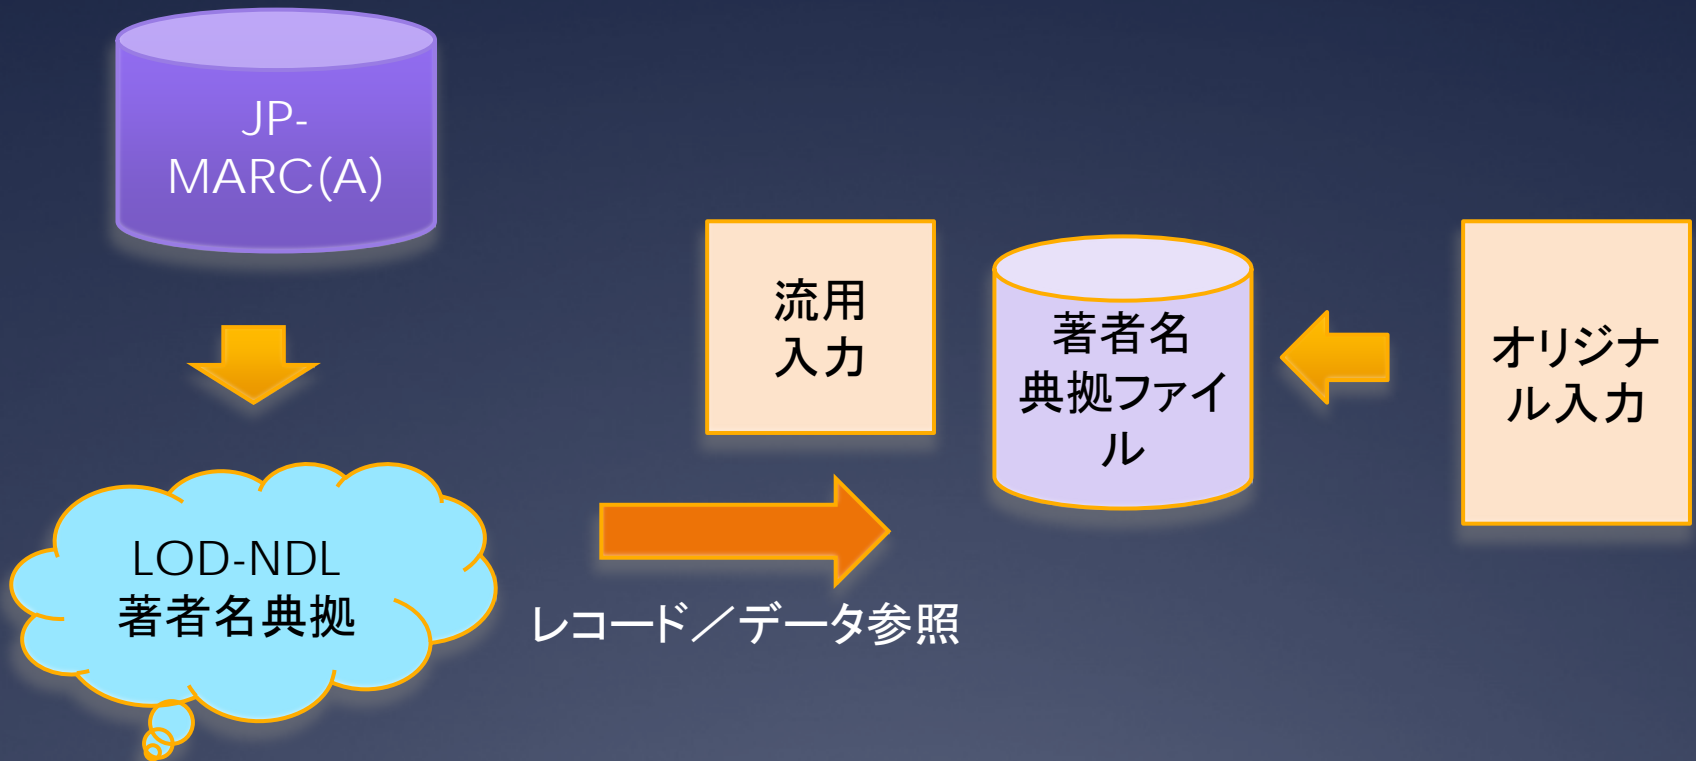 JP-
MARC(A)
流用
入力
著者名
典拠ファイ
ル
オリジナ
ル入力
LOD-NDL
著者名典拠
レコード／データ参照